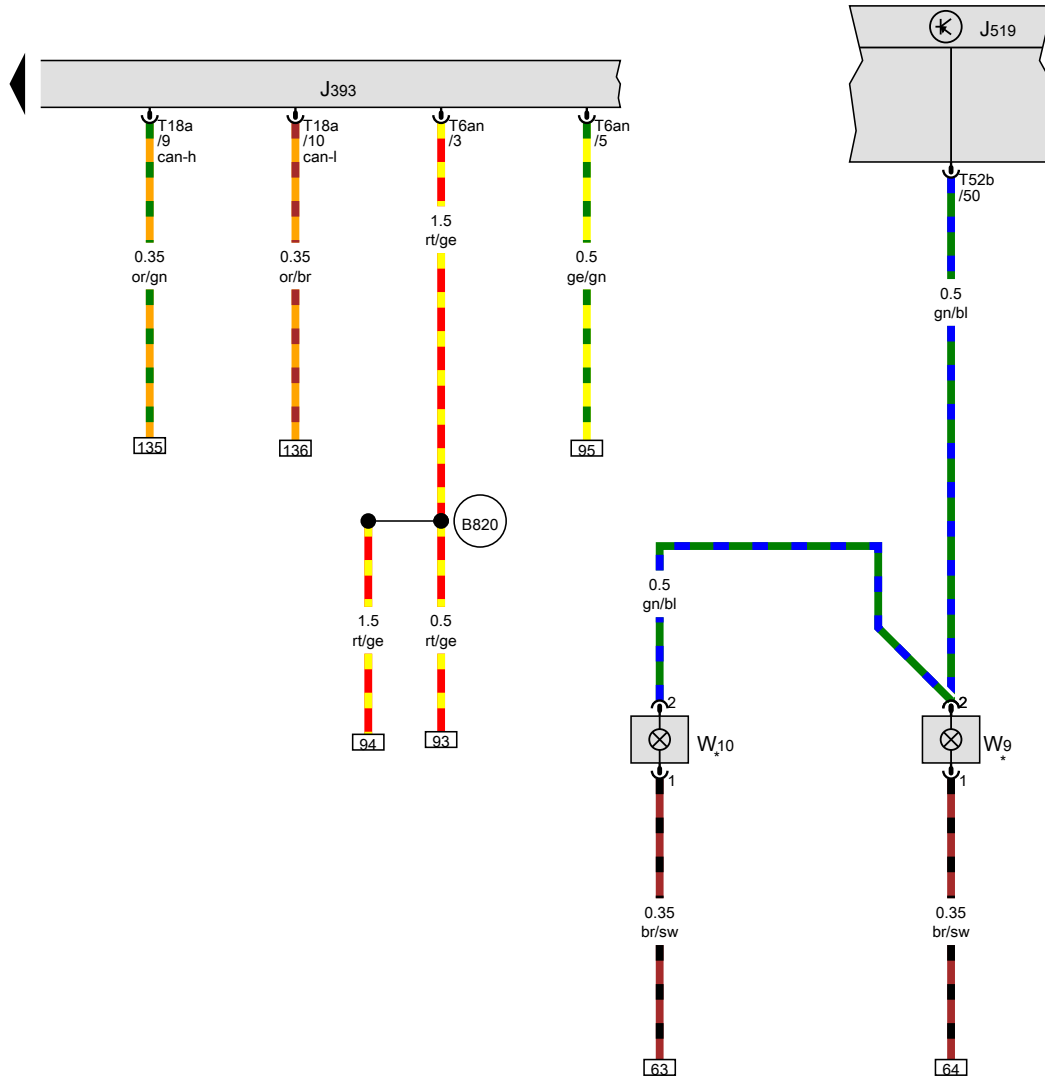 J519
J393
T18a
/9
can-h
T18a
/10
can-l
T6an
/3
T6an
/5
T52b
/50
1.5
rt/ge
0.35
or/gn
0.35
or/br
0.5
ge/gn
0.5
gn/bl
135
136
95
B820
0.5
gn/bl
1.5
rt/ge
0.5
rt/ge
94
93
2
2
W10
*
W9
*
1
1
0.35
br/sw
0.35
br/sw
63
64